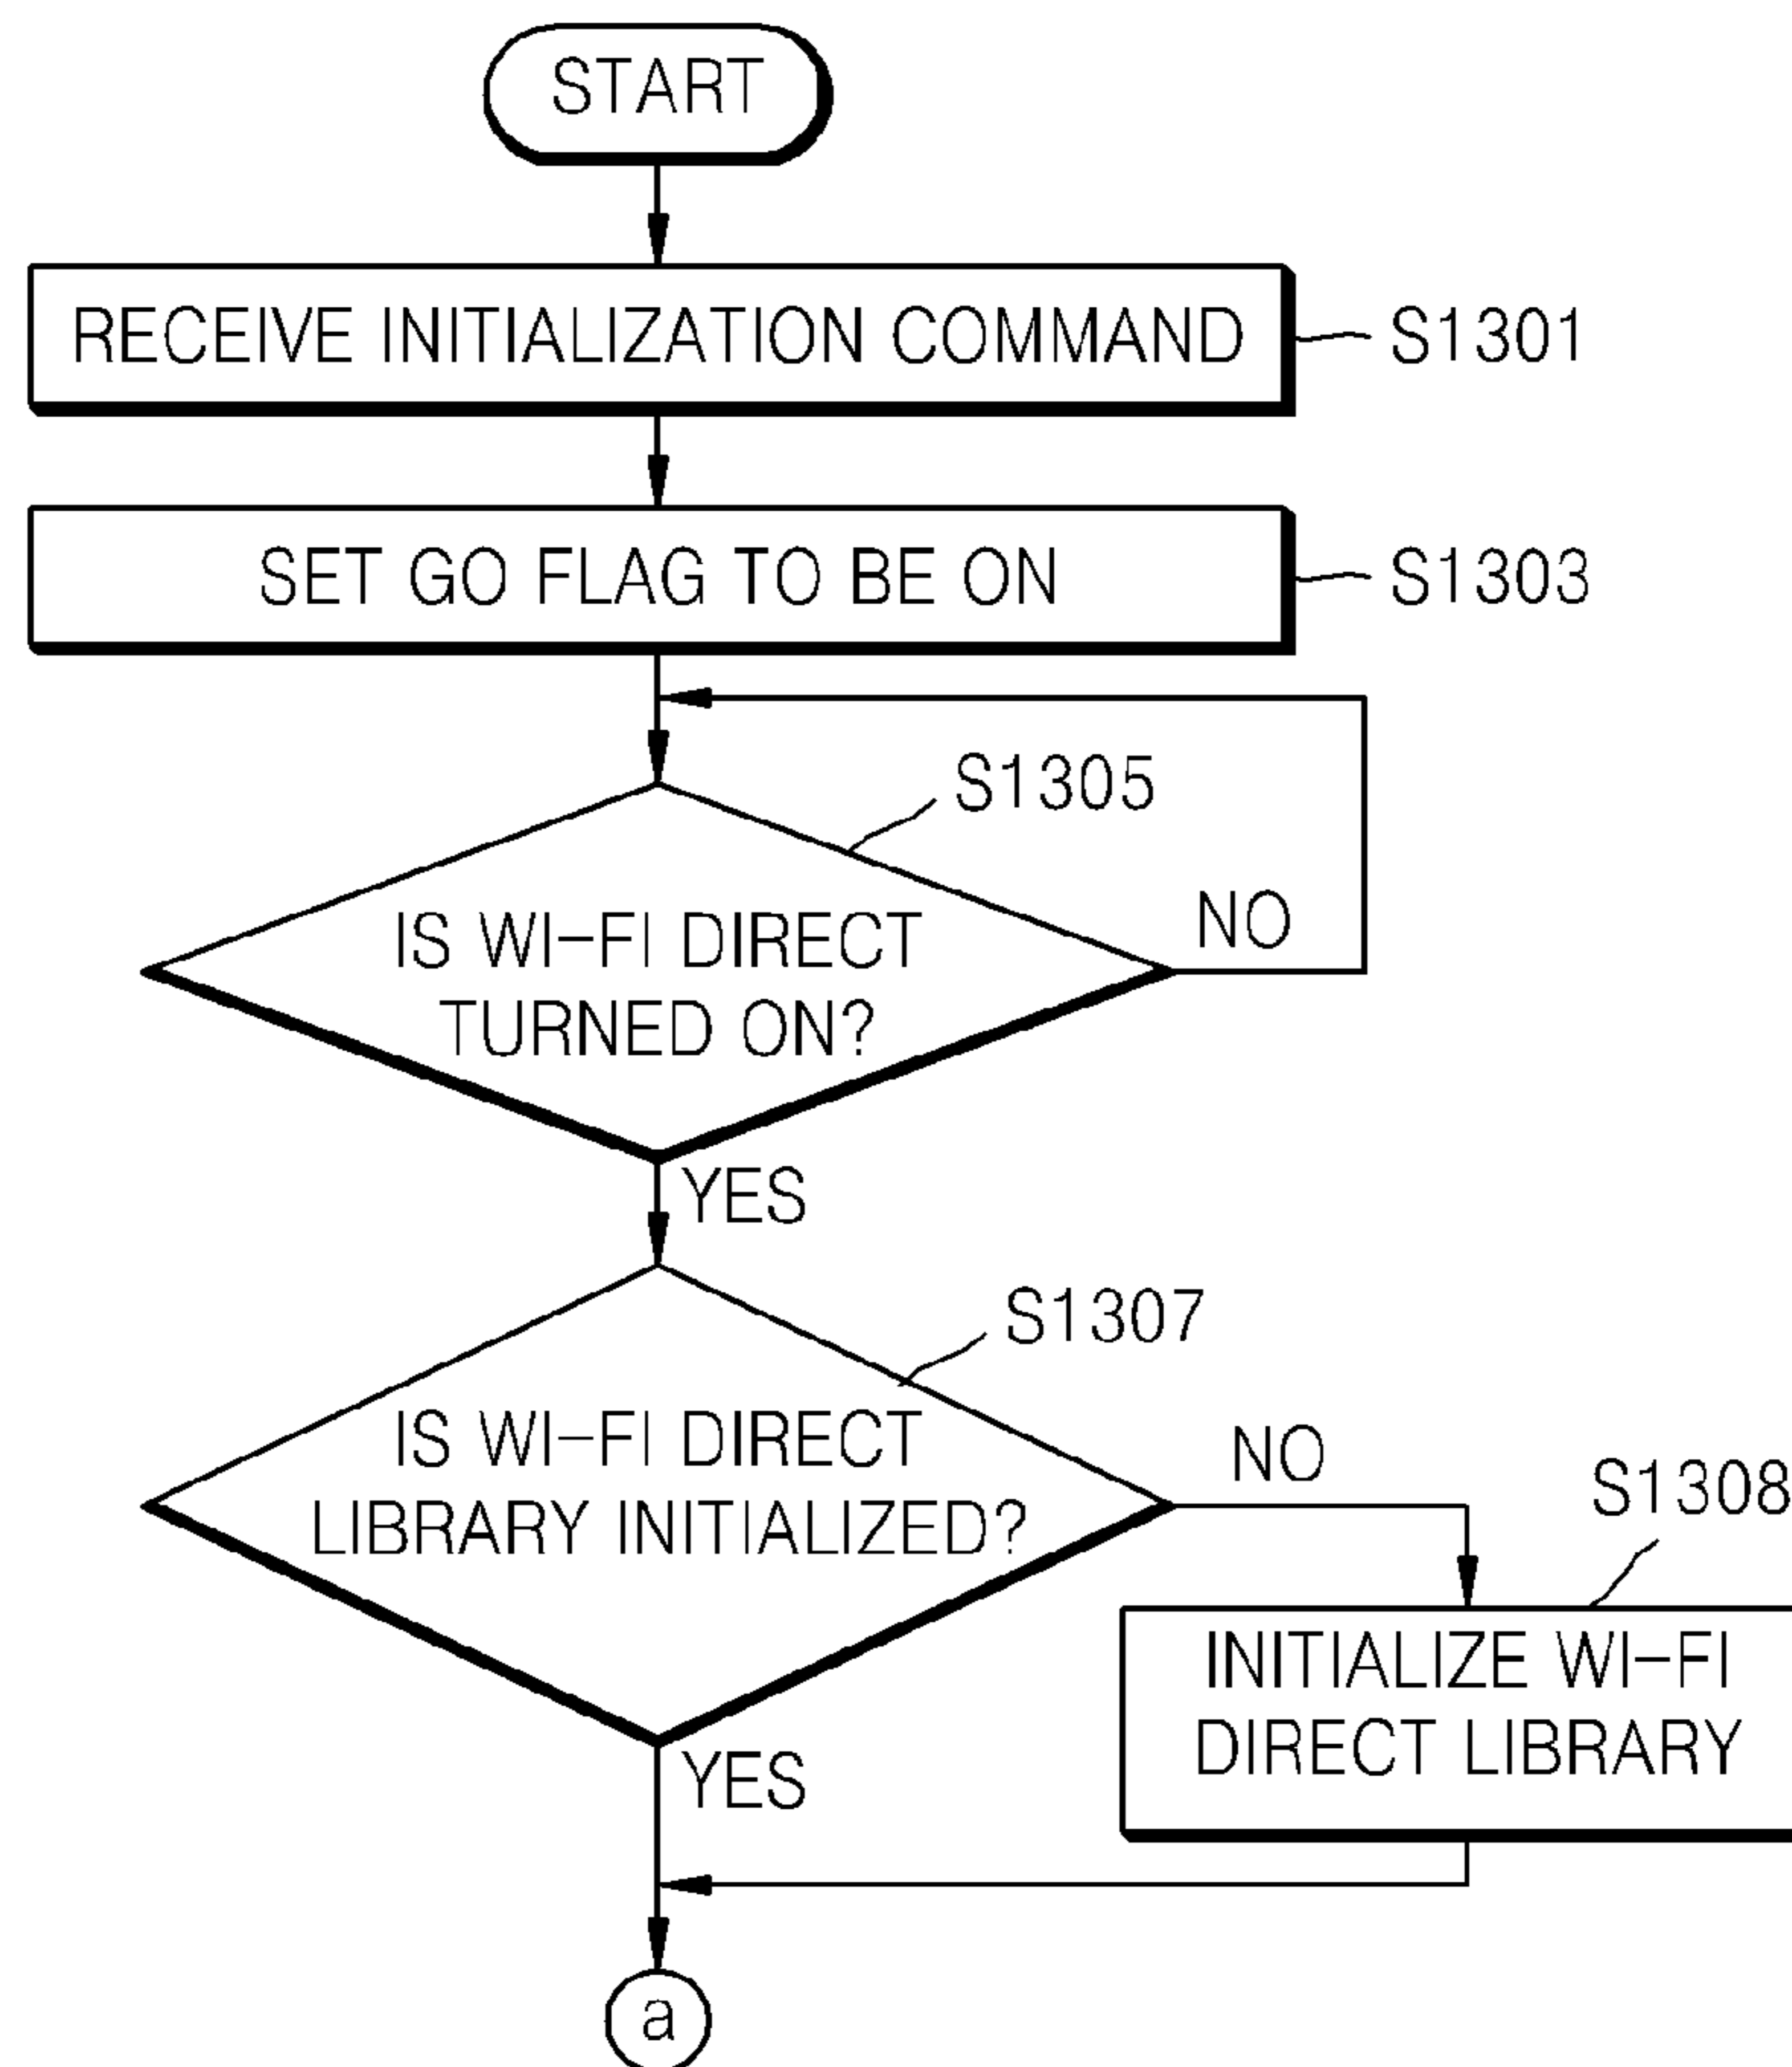 START
RECEIVE INITIALIZATION COMMAND
S1301
SET GO FLAG TO BE ON
S1303
S1305
IS WI-FI DIRECT
TURNED ON?
NO
YES
S1307
IS WI-FI DIRECT
LIBRARY INITIALIZED?
NO
S1308
INITIALIZE WI-FI
DIRECT LIBRARY
YES
a